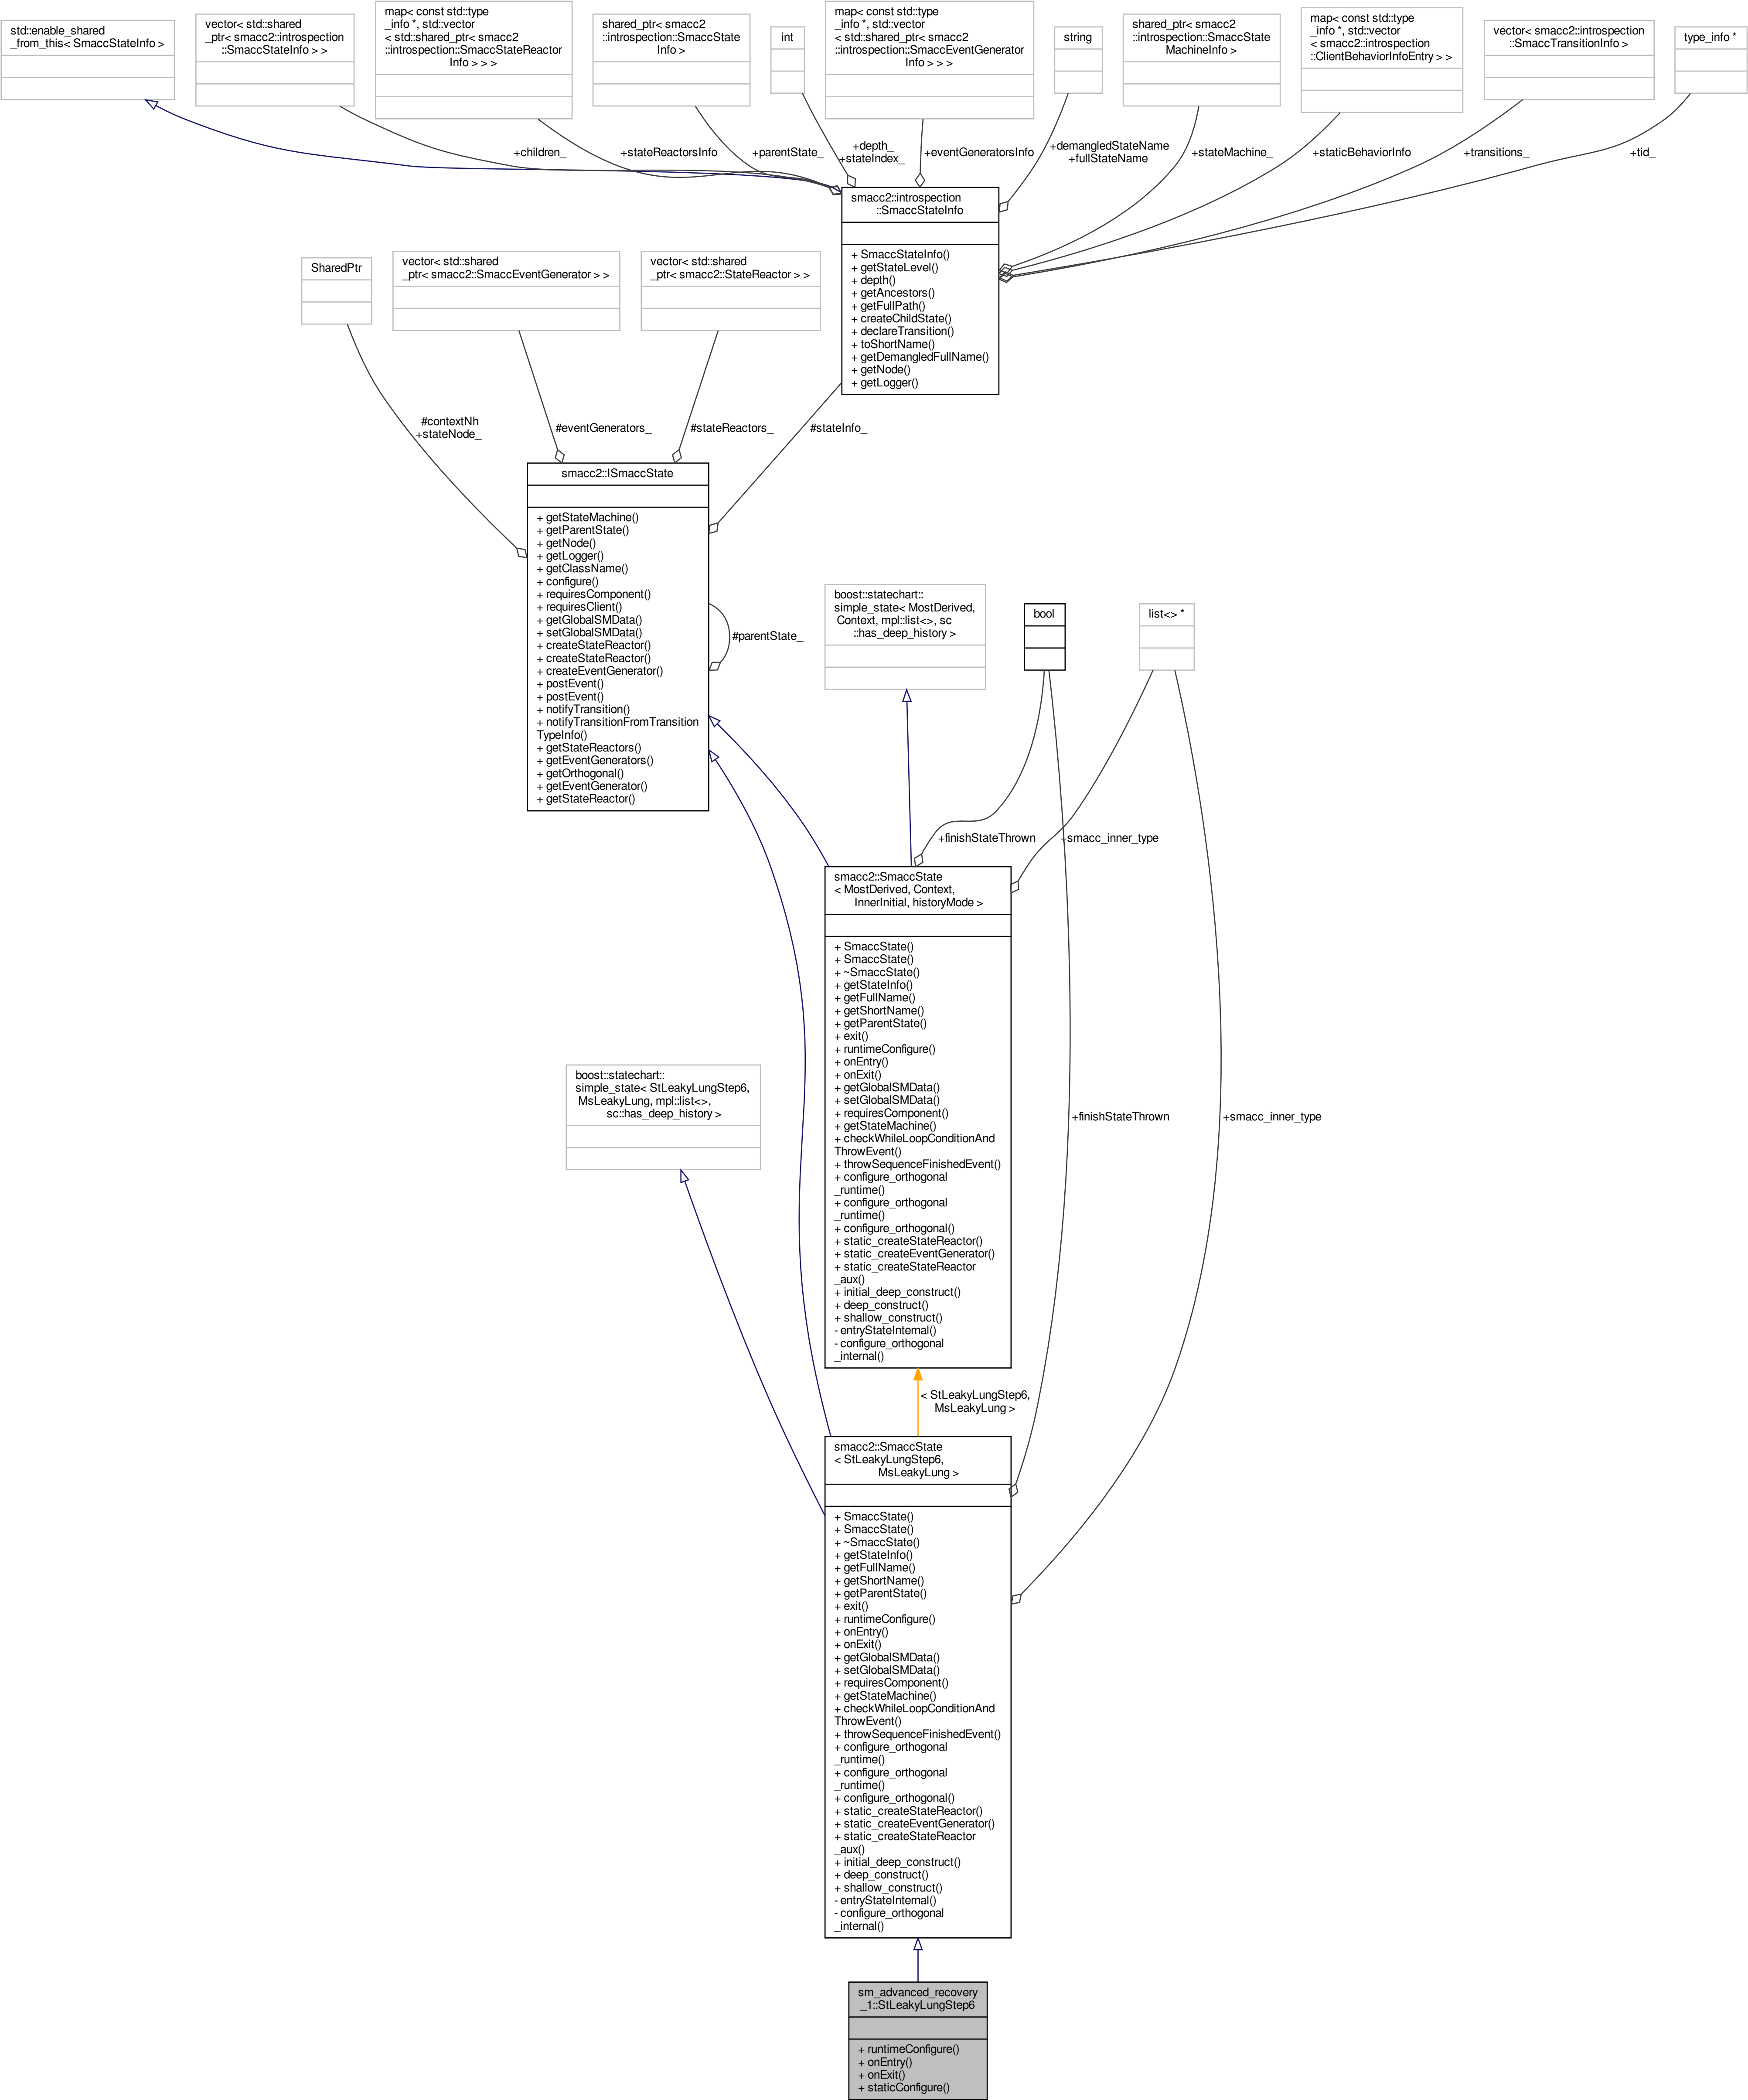 std::enable_shared
_from_this< SmaccStateInfo >
vector< std::shared
_ptr< smacc2::introspection
::SmaccStateInfo > >
map< const std::type
_info *, std::vector
< std::shared_ptr< smacc2
::introspection::SmaccStateReactor
Info > > >
shared_ptr< smacc2
::introspection::SmaccState
Info >
int
map< const std::type
_info *, std::vector
< std::shared_ptr< smacc2
::introspection::SmaccEventGenerator
Info > > >
string
shared_ptr< smacc2
::introspection::SmaccState
MachineInfo >
map< const std::type
_info *, std::vector
< smacc2::introspection
::ClientBehaviorInfoEntry > >
vector< smacc2::introspection
::SmaccTransitionInfo >
type_info *
+children_
+stateReactorsInfo
+parentState_
+depth_
+stateIndex_
+eventGeneratorsInfo
+demangledStateName
+fullStateName
+stateMachine_
+staticBehaviorInfo
+transitions_
+tid_
smacc2::introspection
::SmaccStateInfo
+ SmaccStateInfo()
+ getStateLevel()
+ depth()
+ getAncestors()
+ getFullPath()
+ createChildState()
+ declareTransition()
+ toShortName()
+ getDemangledFullName()
+ getNode()
+ getLogger()
SharedPtr
vector< std::shared
_ptr< smacc2::SmaccEventGenerator > >
vector< std::shared
_ptr< smacc2::StateReactor > >
#contextNh
+stateNode_
#eventGenerators_
#stateReactors_
#stateInfo_
smacc2::ISmaccState
+ getStateMachine()
+ getParentState()
+ getNode()
+ getLogger()
+ getClassName()
+ configure()
+ requiresComponent()
+ requiresClient()
+ getGlobalSMData()
+ setGlobalSMData()
+ createStateReactor()
+ createStateReactor()
+ createEventGenerator()
+ postEvent()
+ postEvent()
+ notifyTransition()
+ notifyTransitionFromTransition
TypeInfo()
+ getStateReactors()
+ getEventGenerators()
+ getOrthogonal()
+ getEventGenerator()
+ getStateReactor()
#parentState_
boost::statechart::
simple_state< MostDerived,
Context, mpl::list<>, sc
::has_deep_history >
bool
list<> *
+finishStateThrown
+smacc_inner_type
smacc2::SmaccState
< MostDerived, Context,
InnerInitial, historyMode >
+ SmaccState()
+ SmaccState()
+ ~SmaccState()
+ getStateInfo()
+ getFullName()
+ getShortName()
+ getParentState()
+ exit()
+ runtimeConfigure()
+ onEntry()
+ onExit()
+ getGlobalSMData()
+ setGlobalSMData()
+ requiresComponent()
+ getStateMachine()
+ checkWhileLoopConditionAnd
ThrowEvent()
+ throwSequenceFinishedEvent()
+ configure_orthogonal
_runtime()
+ configure_orthogonal
_runtime()
+ configure_orthogonal()
+ static_createStateReactor()
+ static_createEventGenerator()
+ static_createStateReactor
_aux()
+ initial_deep_construct()
+ deep_construct()
+ shallow_construct()
- entryStateInternal()
- configure_orthogonal
_internal()
boost::statechart::
simple_state< StLeakyLungStep6,
MsLeakyLung, mpl::list<>,
sc::has_deep_history >
+finishStateThrown
+smacc_inner_type
< StLeakyLungStep6,
MsLeakyLung >
smacc2::SmaccState
< StLeakyLungStep6,
MsLeakyLung >
+ SmaccState()
+ SmaccState()
+ ~SmaccState()
+ getStateInfo()
+ getFullName()
+ getShortName()
+ getParentState()
+ exit()
+ runtimeConfigure()
+ onEntry()
+ onExit()
+ getGlobalSMData()
+ setGlobalSMData()
+ requiresComponent()
+ getStateMachine()
+ checkWhileLoopConditionAnd
ThrowEvent()
+ throwSequenceFinishedEvent()
+ configure_orthogonal
_runtime()
+ configure_orthogonal
_runtime()
+ configure_orthogonal()
+ static_createStateReactor()
+ static_createEventGenerator()
+ static_createStateReactor
_aux()
+ initial_deep_construct()
+ deep_construct()
+ shallow_construct()
- entryStateInternal()
- configure_orthogonal
_internal()
sm_advanced_recovery
_1::StLeakyLungStep6
+ runtimeConfigure()
+ onEntry()
+ onExit()
+ staticConfigure()